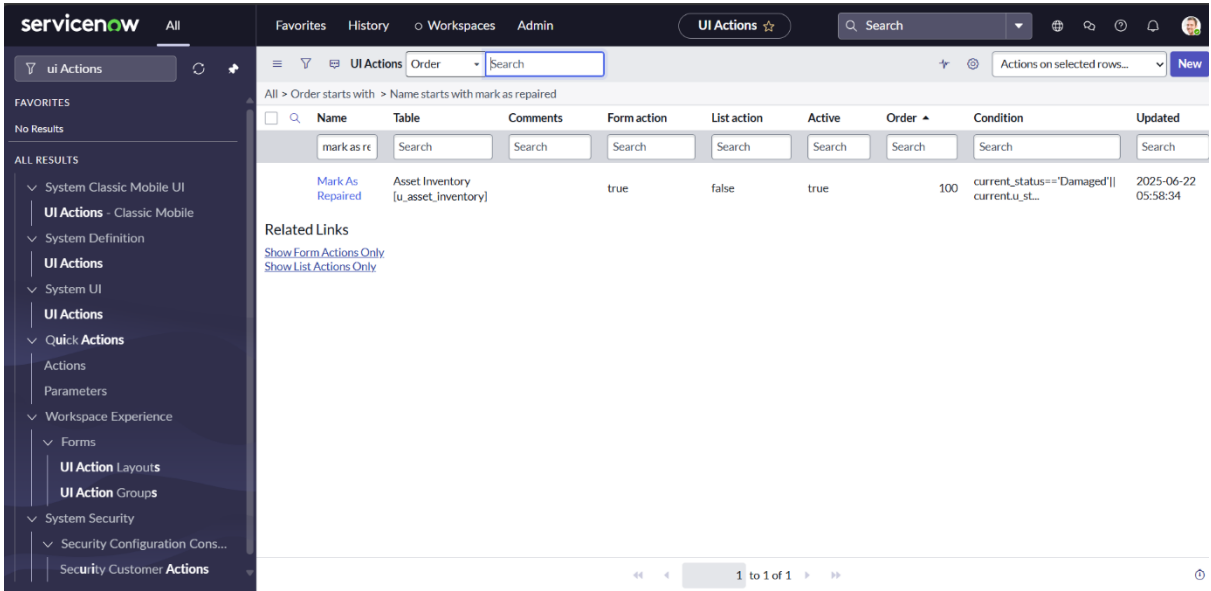 servicenow All Favorites History Workspaces Admin UI Actions Search
ui Actions
UI Actions Order Search Actions on selected rows... New
FAVORITES
No Results
ALL RESULTS
System Classic Mobile UI
UI Actions - Classic Mobile
System Definition
UI Actions
System UI
UI Actions
Quick Actions
Actions
Parameters
Workspace Experience
Forms
UI Action Layouts
UI Action Groups
System Security
Security Configuration Cons...
Security Customer Actions
All > Order starts with > Name starts with mark as repaired
Name Table Comments Form action List action Active Order Condition Updated
mark as re Search Search Search Search Search Search Search Search
Mark As Asset Inventory current_status=='Damaged'|| 2025-06-22
Repaired [u_asset_inventory] true false true 100 current.u_st... 05:58:34
Related Links
Show Form Actions Only
Show List Actions Only
1 to 1 of 1